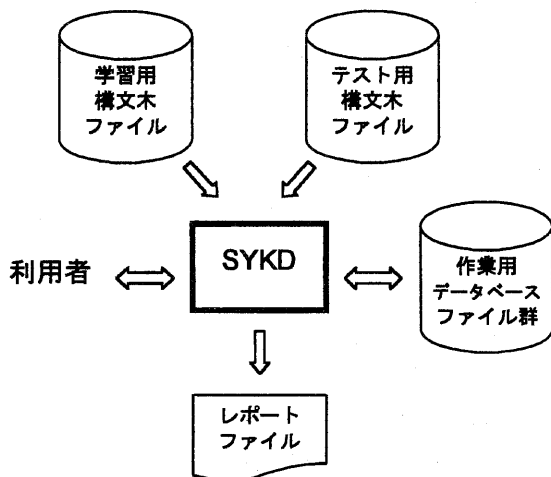 学習用
構文木
ファイル
テスト用
構文木
ファイル
利用者
SYKD
作業用
データベース
ファイル群
レポート
ファイル